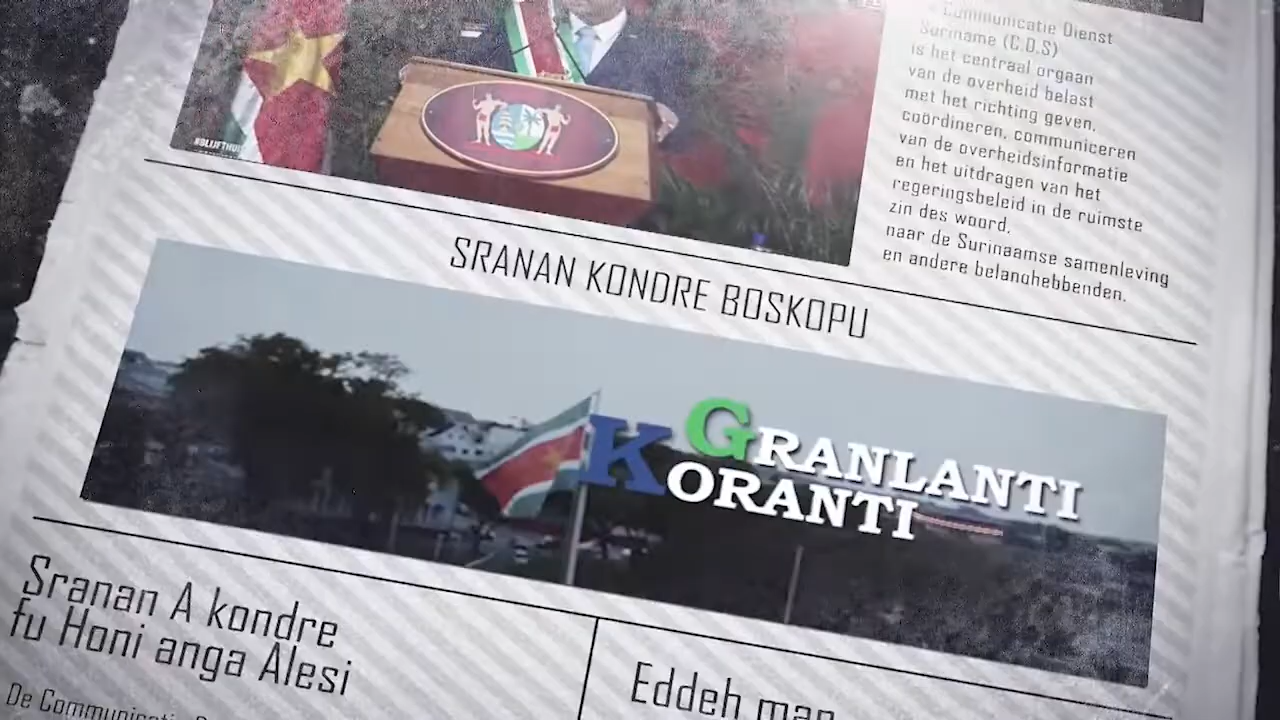 Communicatie Dienst
Suriname (C.D.S)
is het centraal orgaan
van de overheid belast
met het richting geven,
coördineren, communiceren
van de overheidsinformatie
en het uitdragen van het
regeringsbeleid in de ruimste
zin des woord,
naar de Surinaamse samenleving
en andere belanghebbenden.
SRANAN KONDRE BOSKOPU
GRANLANTI
KORANTI
Sranan A kondre
fu Honi anga Alesi
Eddeh man
De